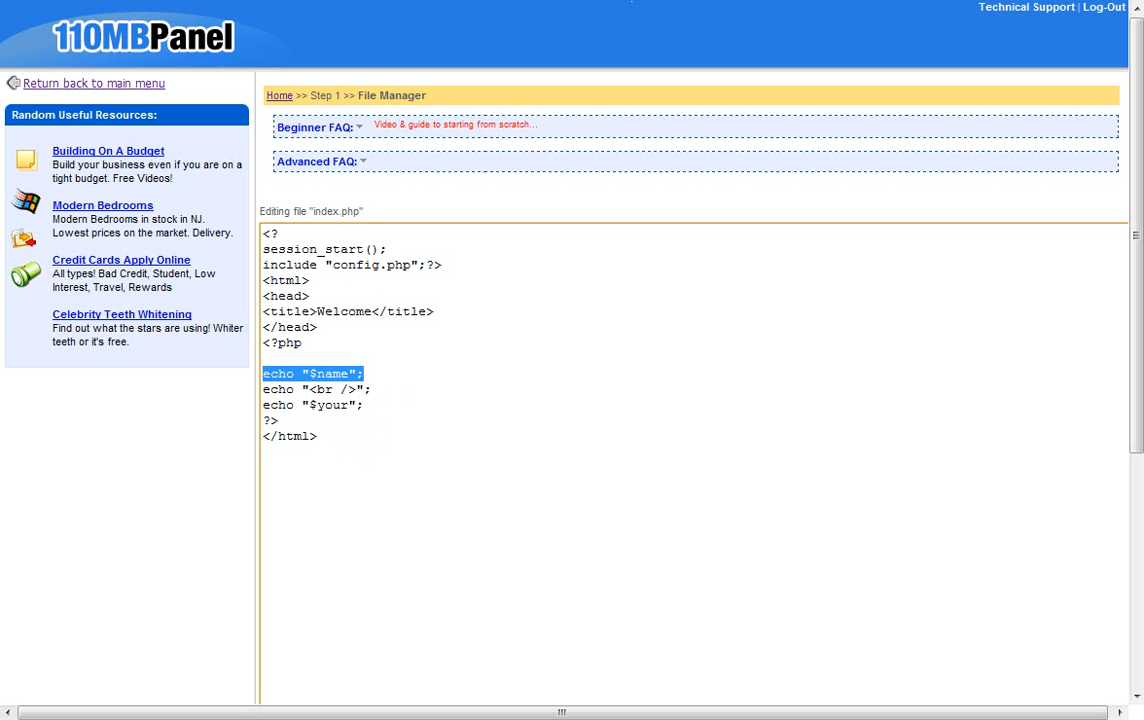 Technical Support | Log-Out
110MBPanel
Return back to main menu
Random Useful Resources:
Building On A Budget
Build your business even if you are on a
tight budget. Free Videos!
Modern Bedrooms
Modern Bedrooms in stock in NJ.
Lowest prices on the market. Delivery.
Credit Cards Apply Online
All types! Bad Credit, Student, Low
Interest, Travel, Rewards
Celebrity Teeth Whitening
Find out what the stars are using! Whiter
teeth or it's free.
Home >> Step 1 >> File Manager
Beginner FAQ: Video & guide to starting from scratch...
Advanced FAQ:
Editing file "index.php"
<?
session_start();
include "config.php";?>
<html>
<head>
<title>Welcome</title>
</head>
<?php
echo "$name";
echo "<br />";
echo "$your";
?>
</html>